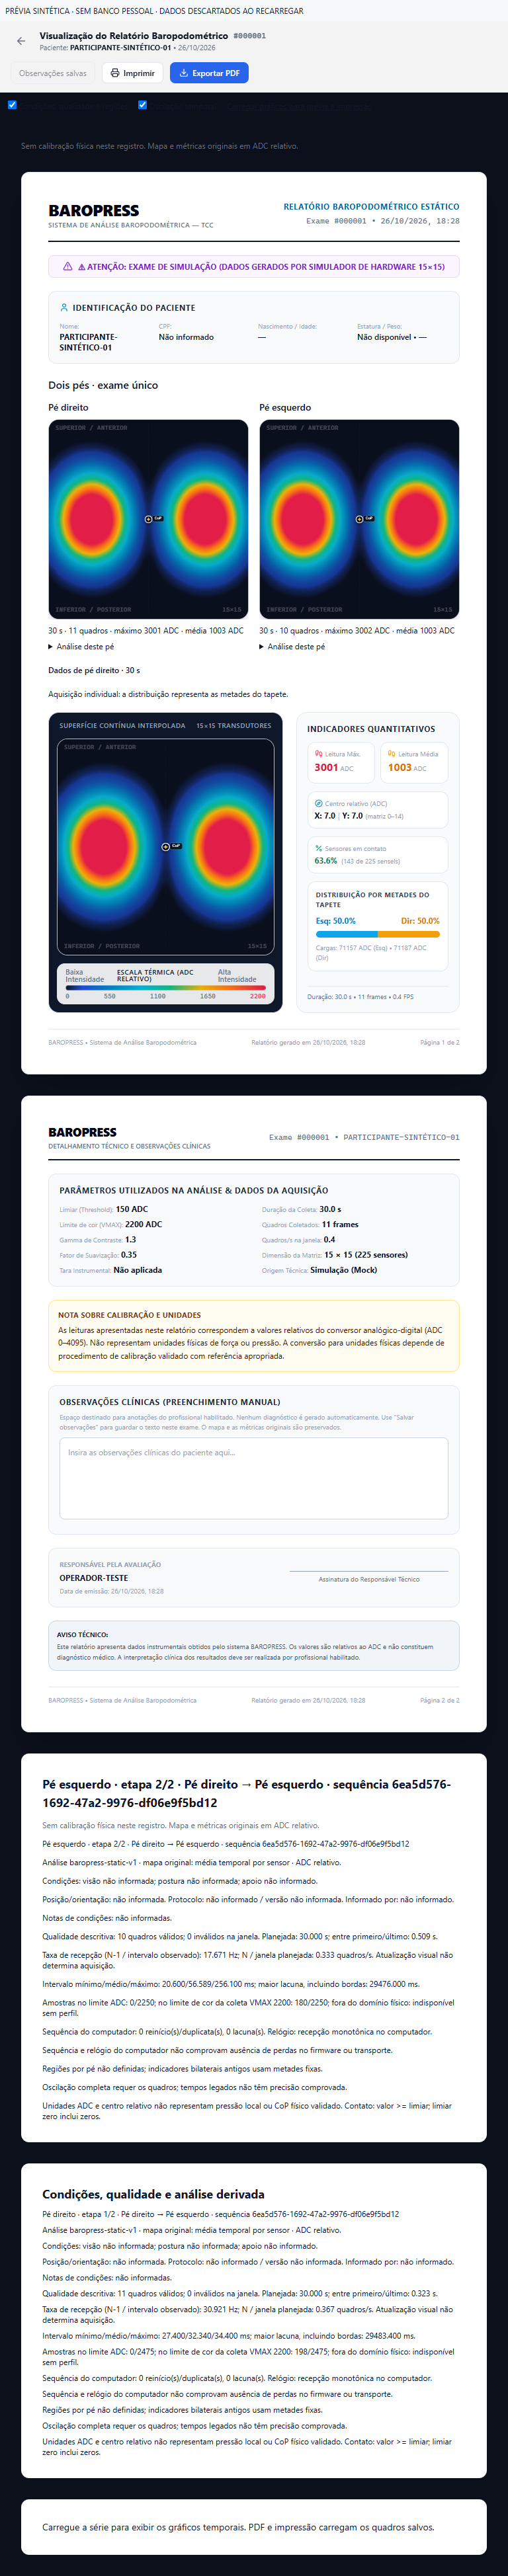 PRÉVIA SINTÉTICA · SEM BANCO PESSOAL · DADOS DESCARTADOS AO RECARREGAR
Visualização do Relatório Baropodométrico #000001
Paciente: PARTICIPANTE-SINTÉTICO-01 • 26/10/2026
Observações salvas
Imprimir
Exportar PDF
Sem calibração física neste registro. Mapa e métricas originais em ADC relativo.
BAROPRESS
SISTEMA DE ANÁLISE BAROPODOMÉTRICA — TCC
RELATÓRIO BAROPODOMÉTRICO ESTÁTICO
Exame #000001 • 26/10/2026, 18:28
⚠ ATENÇÃO: EXAME DE SIMULAÇÃO (DADOS GERADOS POR SIMULADOR DE HARDWARE 15×15)
IDENTIFICAÇÃO DO PACIENTE
Nome:
PARTICIPANTE-
SINTÉTICO-01
CPF:
Não informado
Nascimento / Idade:
—
Estatura / Peso:
Não disponível • —
Dois pés · exame único
Pé direito
SUPERIOR / ANTERIOR
CoP
INFERIOR / POSTERIOR
15×15
30 s · 11 quadros · máximo 3001 ADC · média 1003 ADC
▶ Análise deste pé
Pé esquerdo
SUPERIOR / ANTERIOR
CoP
INFERIOR / POSTERIOR
15×15
30 s · 10 quadros · máximo 3002 ADC · média 1003 ADC
▶ Análise deste pé
Dados de pé direito · 30 s
Aquisição individual: a distribuição representa as metades do tapete.
SUPERFÍCIE CONTÍNUA INTERPOLADA
15×15 TRANSDUTORES
SUPERIOR / ANTERIOR
CoP
INFERIOR / POSTERIOR
15×15
Baixa
Intensidade
ESCALA TÉRMICA (ADC
RELATIVO)
Alta
Intensidade
0 550 1100 1650 2200
INDICADORES QUANTITATIVOS
Leitura Máx.
3001 ADC
Leitura Média
1003 ADC
Centro relativo (ADC)
X: 7.0 | Y: 7.0 (matriz 0–14)
Sensores em contato
63.6% (143 de 225 sensels)
DISTRIBUIÇÃO POR METADES DO
TAPETE
Esq: 50.0%
Dir: 50.0%
Cargas: 71157 ADC (Esq) • 71187 ADC
(Dir)
Duração: 30.0 s • 11 frames • 0.4 FPS
BAROPRESS • Sistema de Análise Baropodométrica
Relatório gerado em 26/10/2026, 18:28
Página 1 de 2
BAROPRESS
DETALHAMENTO TÉCNICO E OBSERVAÇÕES CLÍNICAS
Exame #000001 • PARTICIPANTE-SINTÉTICO-01
PARÂMETROS UTILIZADOS NA ANÁLISE & DADOS DA AQUISIÇÃO
Limiar (Threshold): 150 ADC
Limite de cor (VMAX): 2200 ADC
Gamma de Contraste: 1.3
Fator de Suavização: 0.35
Tara Instrumental: Não aplicada
Duração da Coleta: 30.0 s
Quadros Coletados: 11 frames
Quadros/s na janela: 0.4
Dimensão da Matriz: 15 × 15 (225 sensores)
Origem Técnica: Simulação (Mock)
NOTA SOBRE CALIBRAÇÃO E UNIDADES
As leituras apresentadas neste relatório correspondem a valores relativos do conversor analógico-digital (ADC
0–4095). Não representam unidades físicas de força ou pressão. A conversão para unidades físicas depende de
procedimento de calibração validado com referência apropriada.
OBSERVAÇÕES CLÍNICAS (PREENCHIMENTO MANUAL)
Espaço destinado para anotações do profissional habilitado. Nenhum diagnóstico é gerado automaticamente. Use "Salvar
observações" para guardar o texto neste exame. O mapa e as métricas originais são preservados.
Insira as observações clínicas do paciente aqui...
RESPONSÁVEL PELA AVALIAÇÃO
OPERADOR-TESTE
Data de emissão: 26/10/2026, 18:28
Assinatura do Responsável Técnico
AVISO TÉCNICO:
Este relatório apresenta dados instrumentais obtidos pelo sistema BAROPRESS. Os valores são relativos ao ADC e não constituem
diagnóstico médico. A interpretação clínica dos resultados deve ser realizada por profissional habilitado.
BAROPRESS • Sistema de Análise Baropodométrica
Relatório gerado em 26/10/2026, 18:28
Página 2 de 2
Pé esquerdo · etapa 2/2 · Pé direito → Pé esquerdo · sequência 6ea5d576-
1692-47a2-9976-df06e9f5bd12
Sem calibração física neste registro. Mapa e métricas originais em ADC relativo.
Pé esquerdo · etapa 2/2 · Pé direito → Pé esquerdo · sequência 6ea5d576-1692-47a2-9976-df06e9f5bd12
Análise baropress-static-v1 · mapa original: média temporal por sensor · ADC relativo.
Condições: visão não informada; postura não informada; apoio não informado.
Posição/orientação: não informada. Protocolo: não informado / versão não informada. Informado por: não informado.
Notas de condições: não informadas.
Qualidade descritiva: 10 quadros válidos; 0 inválidos na janela. Planejada: 30.000 s; entre primeiro/último: 0.509 s.
Taxa de recepção (N-1 / intervalo observado): 17.671 Hz; N / janela planejada: 0.333 quadros/s. Atualização visual não
determina aquisição.
Intervalo mínimo/médio/máximo: 20.600/56.589/256.100 ms; maior lacuna, incluindo bordas: 29476.000 ms.
Amostras no limite ADC: 0/2250; no limite de cor da coleta VMAX 2200: 180/2250; fora do domínio físico: indisponível
sem perfil.
Sequência do computador: 0 reinício(s)/duplicata(s), 0 lacuna(s). Relógio: recepção monotônica no computador.
Sequência e relógio do computador não comprovam ausência de perdas no firmware ou transporte.
Regiões por pé não definidas; indicadores bilaterais antigos usam metades fixas.
Oscilação completa requer os quadros; tempos legados não têm precisão comprovada.
Unidades ADC e centro relativo não representam pressão local ou CoP físico validado. Contato: valor >= limiar; limiar
zero inclui zeros.
Condições, qualidade e análise derivada
Pé direito · etapa 1/2 · Pé direito → Pé esquerdo · sequência 6ea5d576-1692-47a2-9976-df06e9f5bd12
Análise baropress-static-v1 · mapa original: média temporal por sensor · ADC relativo.
Condições: visão não informada; postura não informada; apoio não informado.
Posição/orientação: não informada. Protocolo: não informado / versão não informada. Informado por: não informado.
Notas de condições: não informadas.
Qualidade descritiva: 11 quadros válidos; 0 inválidos na janela. Planejada: 30.000 s; entre primeiro/último: 0.323 s.
Taxa de recepção (N-1 / intervalo observado): 30.921 Hz; N / janela planejada: 0.367 quadros/s. Atualização visual não
determina aquisição.
Intervalo mínimo/médio/máximo: 27.400/32.340/34.400 ms; maior lacuna, incluindo bordas: 29483.400 ms.
Amostras no limite ADC: 0/2475; no limite de cor da coleta VMAX 2200: 198/2475; fora do domínio físico: indisponível
sem perfil.
Sequência do computador: 0 reinício(s)/duplicata(s), 0 lacuna(s). Relógio: recepção monotônica no computador.
Sequência e relógio do computador não comprovam ausência de perdas no firmware ou transporte.
Regiões por pé não definidas; indicadores bilaterais antigos usam metades fixas.
Oscilação completa requer os quadros; tempos legados não têm precisão comprovada.
Unidades ADC e centro relativo não representam pressão local ou CoP físico validado. Contato: valor >= limiar; limiar
zero inclui zeros.
Carregue a série para exibir os gráficos temporais. PDF e impressão carregam os quadros salvos.